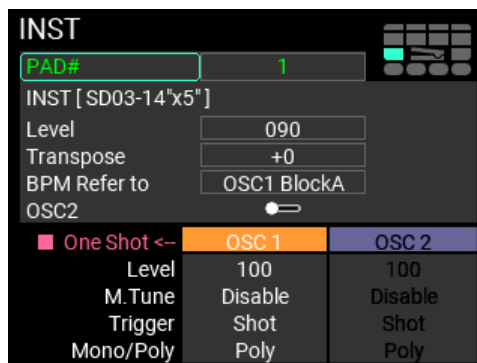 INST
PAD# 1
INST [ SD03-14"x5" ]
Level 090
Transpose +0
BPM Refer to OSC1 BlockA
OSC2
One Shot <-- OSC 1 OSC 2
Level 100 100
M.Tune Disable Disable
Trigger Shot Shot
Mono/Poly Poly Poly